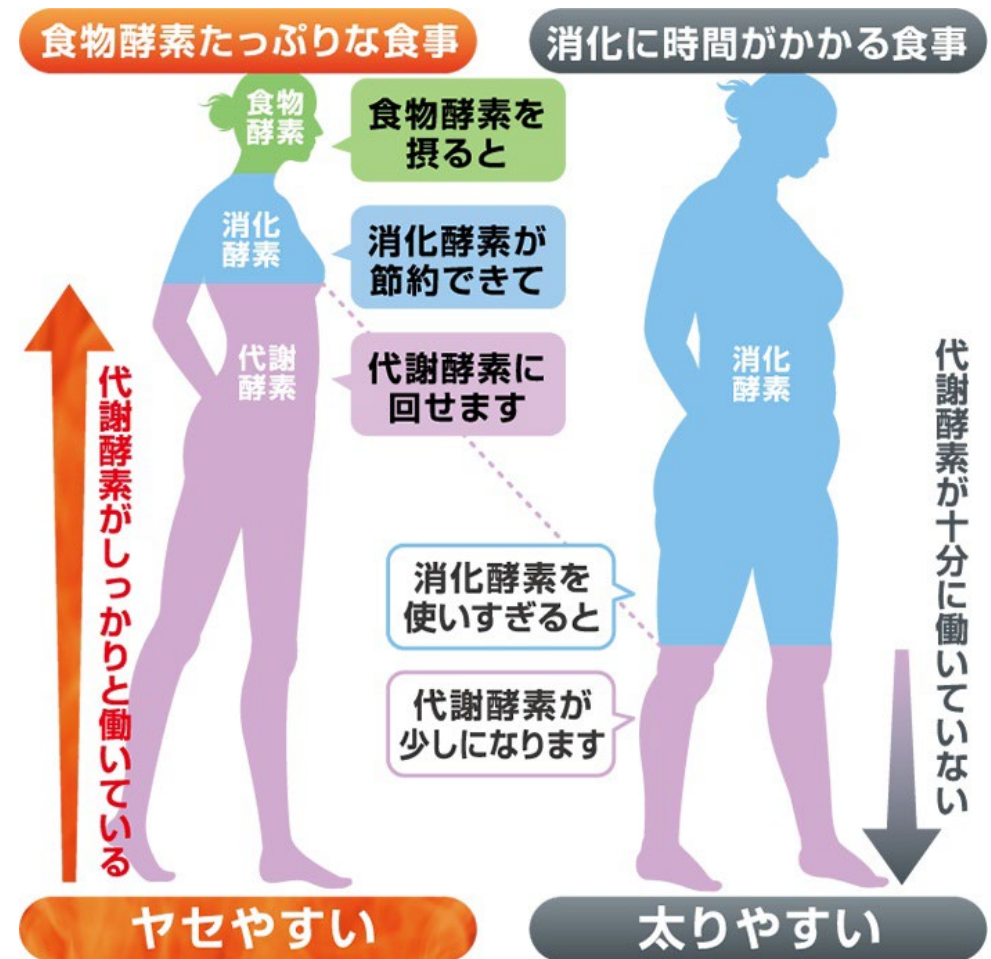 食物酵素たっぷりな食事
食物
酵素
食物酵素を
摂ると
消化
酵素
消化酵素が
節約できて
代謝
酵素
代謝酵素に
回せます
代謝酵素がしっかりと働いている
ヤセやすい
消化に時間がかかる食事
消化
酵素
消化酵素を
使いすぎると
代謝酵素が
少しになります
代謝酵素が十分に働いていない
太りやすい